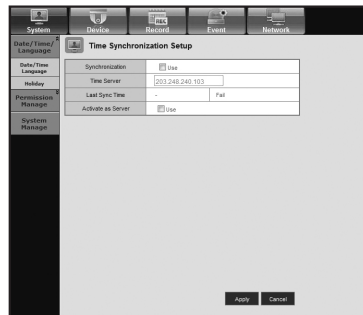 System Device Record Event Network
REC
Date/Time/
Language
Date/Time
Language
Holiday
Permission
Manage
System
Manage
Time Synchronization Setup
Synchronization Use
Time Server 203.248.240.103
Last Sync Time - Fail
Activate as Server Use
Apply Cancel